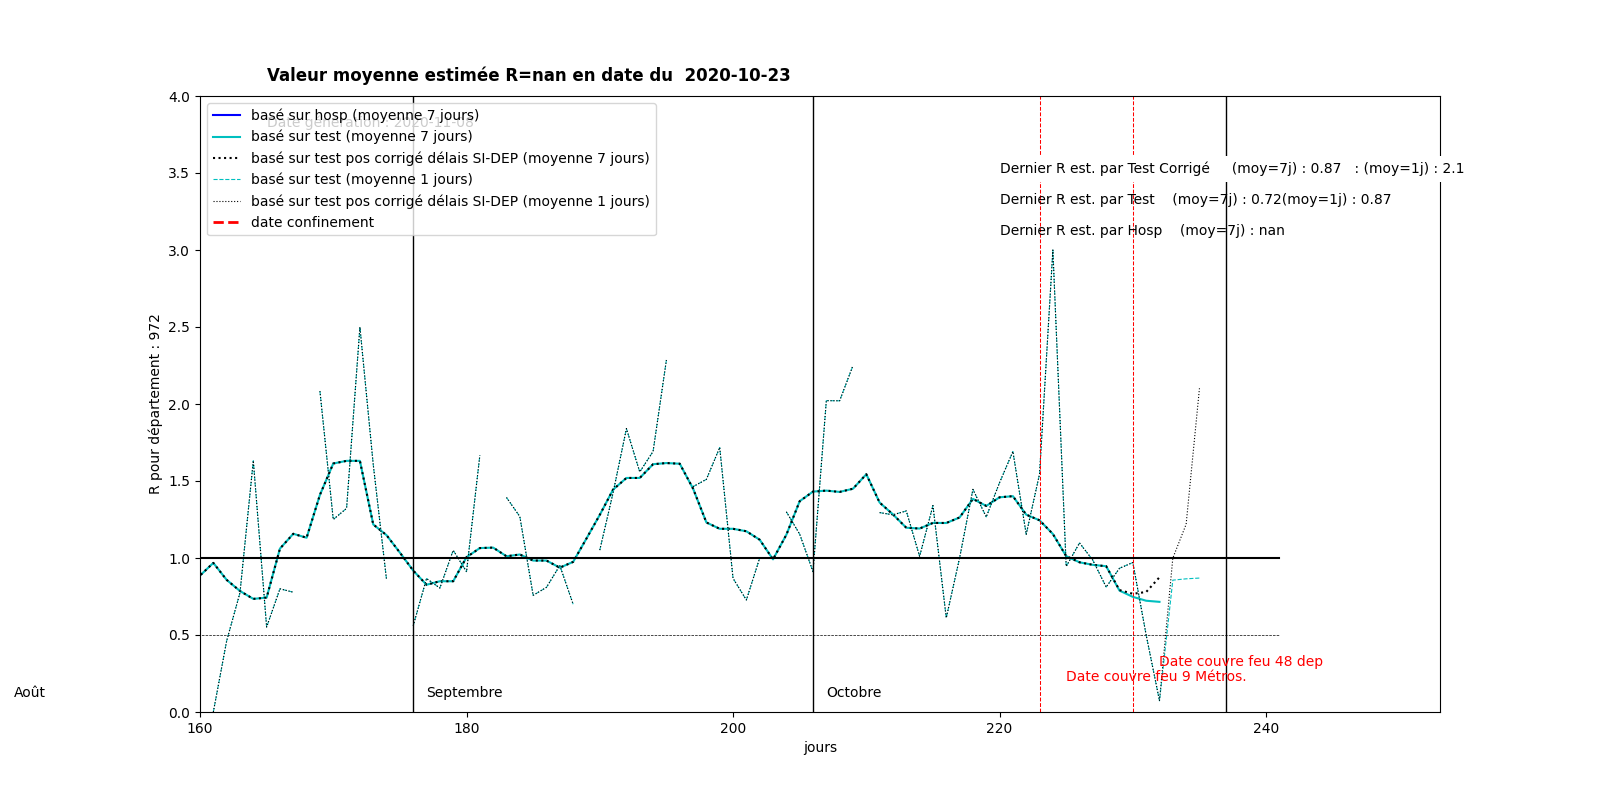 Valeur moyenne estimée R=nan en date du  2020-10-23
Date génération : 2020-11-08
basé sur hosp (moyenne 7 jours)
basé sur test (moyenne 7 jours)
basé sur test pos corrigé délais SI-DEP (moyenne 7 jours)
basé sur test (moyenne 1 jours)
basé sur test pos corrigé délais SI-DEP (moyenne 1 jours)
date confinement
Dernier R est. par Test Corrigé     (moy=7j) : 0.87   : (moy=1j) : 2.1
Dernier R est. par Test    (moy=7j) : 0.72(moy=1j) : 0.87
Dernier R est. par Hosp    (moy=7j) : nan
4.0
3.5
3.0
2.5
2.0
1.5
1.0
0.5
0.0
R pour département : 972
Date couvre feu 48 dep
Date couvre feu 9 Métros.
Août
Septembre
Octobre
160
180
200
220
240
jours